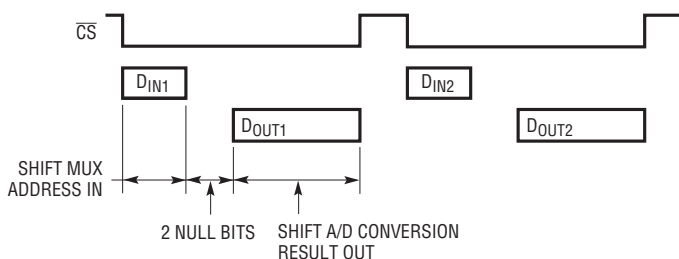 CS
DIN1
DIN2
DOUT1
DOUT2
SHIFT MUX
ADDRESS IN
2 NULL BITS
SHIFT A/D CONVERSION
RESULT OUT